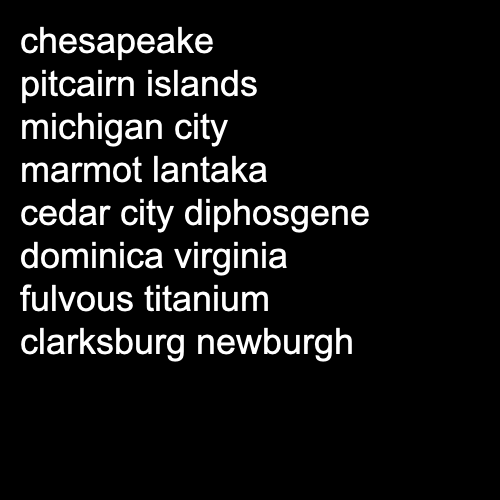 chesapeake
pitcairn islands
michigan city
marmot lantaka
cedar city diphosgene
dominica virginia
fulvous titanium
clarksburg newburgh